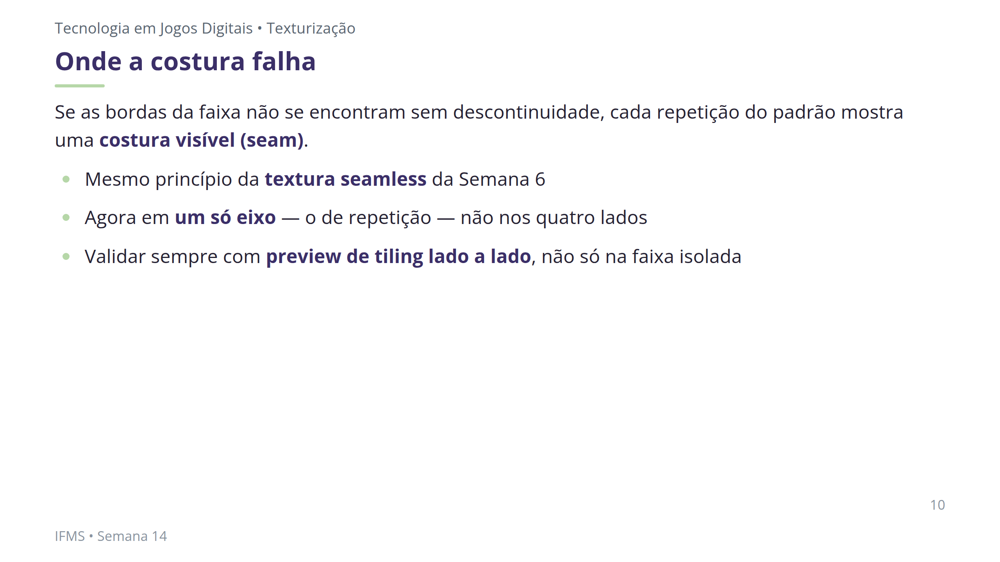 Tecnologia em Jogos Digitais • Texturização
Onde a costura falha
Se as bordas da faixa não se encontram sem descontinuidade, cada repetição do padrão mostra
uma costura visível (seam).
• Mesmo princípio da textura seamless da Semana 6
• Agora em um só eixo — o de repetição — não nos quatro lados
• Validar sempre com preview de tiling lado a lado, não só na faixa isolada
10
IFMS • Semana 14